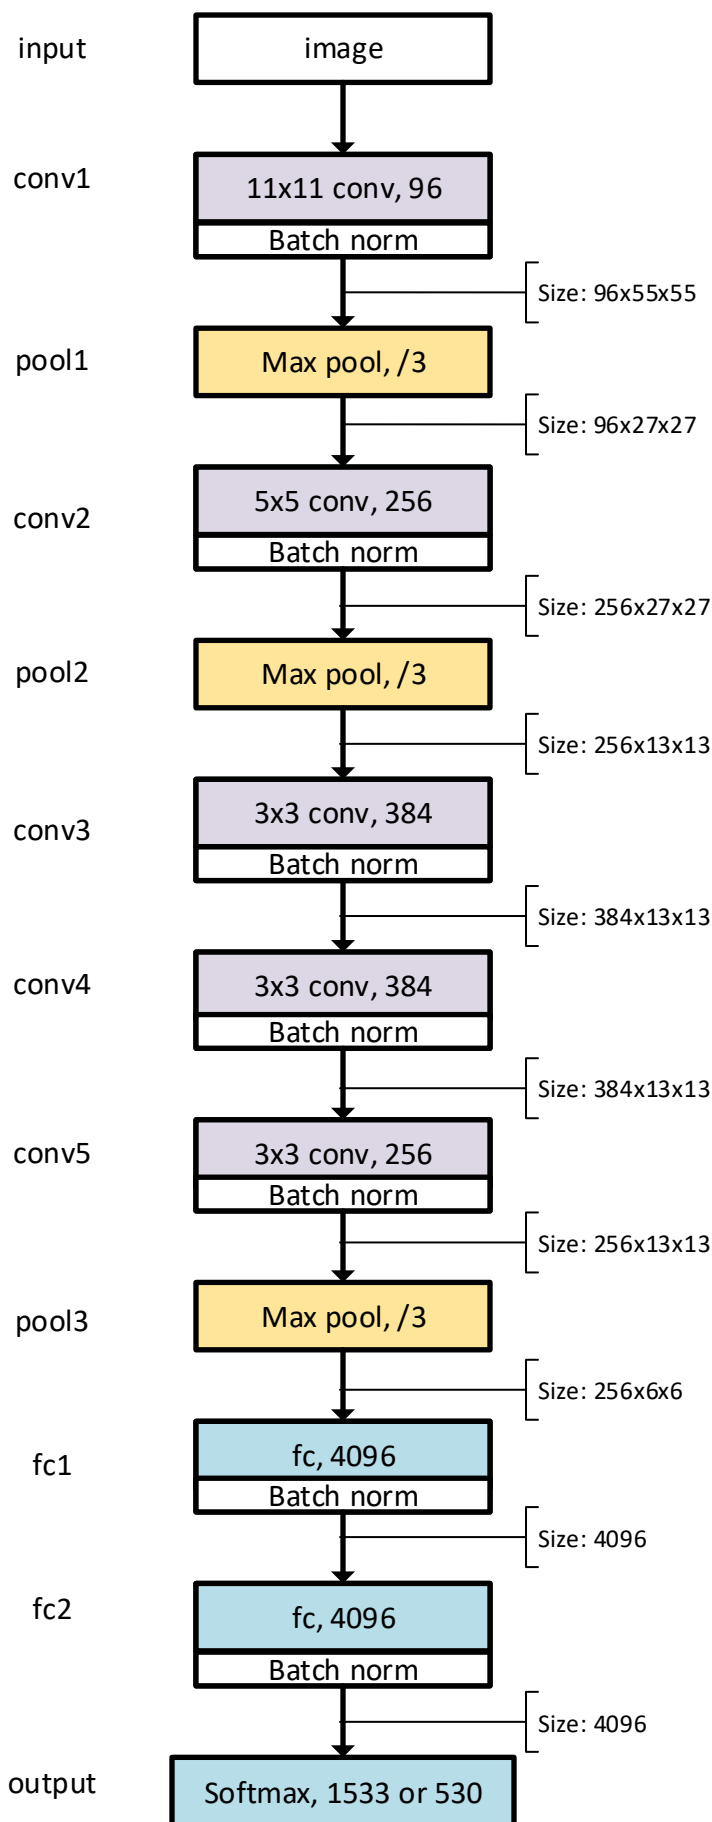 input
image
conv1
11x11 conv, 96
Batch norm
Size: 96x55x55
pool1
Max pool, /3
Size: 96x27x27
conv2
5x5 conv, 256
Batch norm
Size: 256x27x27
pool2
Max pool, /3
Size: 256x13x13
conv3
3x3 conv, 384
Batch norm
Size: 384x13x13
conv4
3x3 conv, 384
Batch norm
Size: 384x13x13
conv5
3x3 conv, 256
Batch norm
Size: 256x13x13
pool3
Max pool, /3
Size: 256x6x6
fc1
fc, 4096
Batch norm
Size: 4096
fc2
fc, 4096
Batch norm
Size: 4096
output
Softmax, 1533 or 530